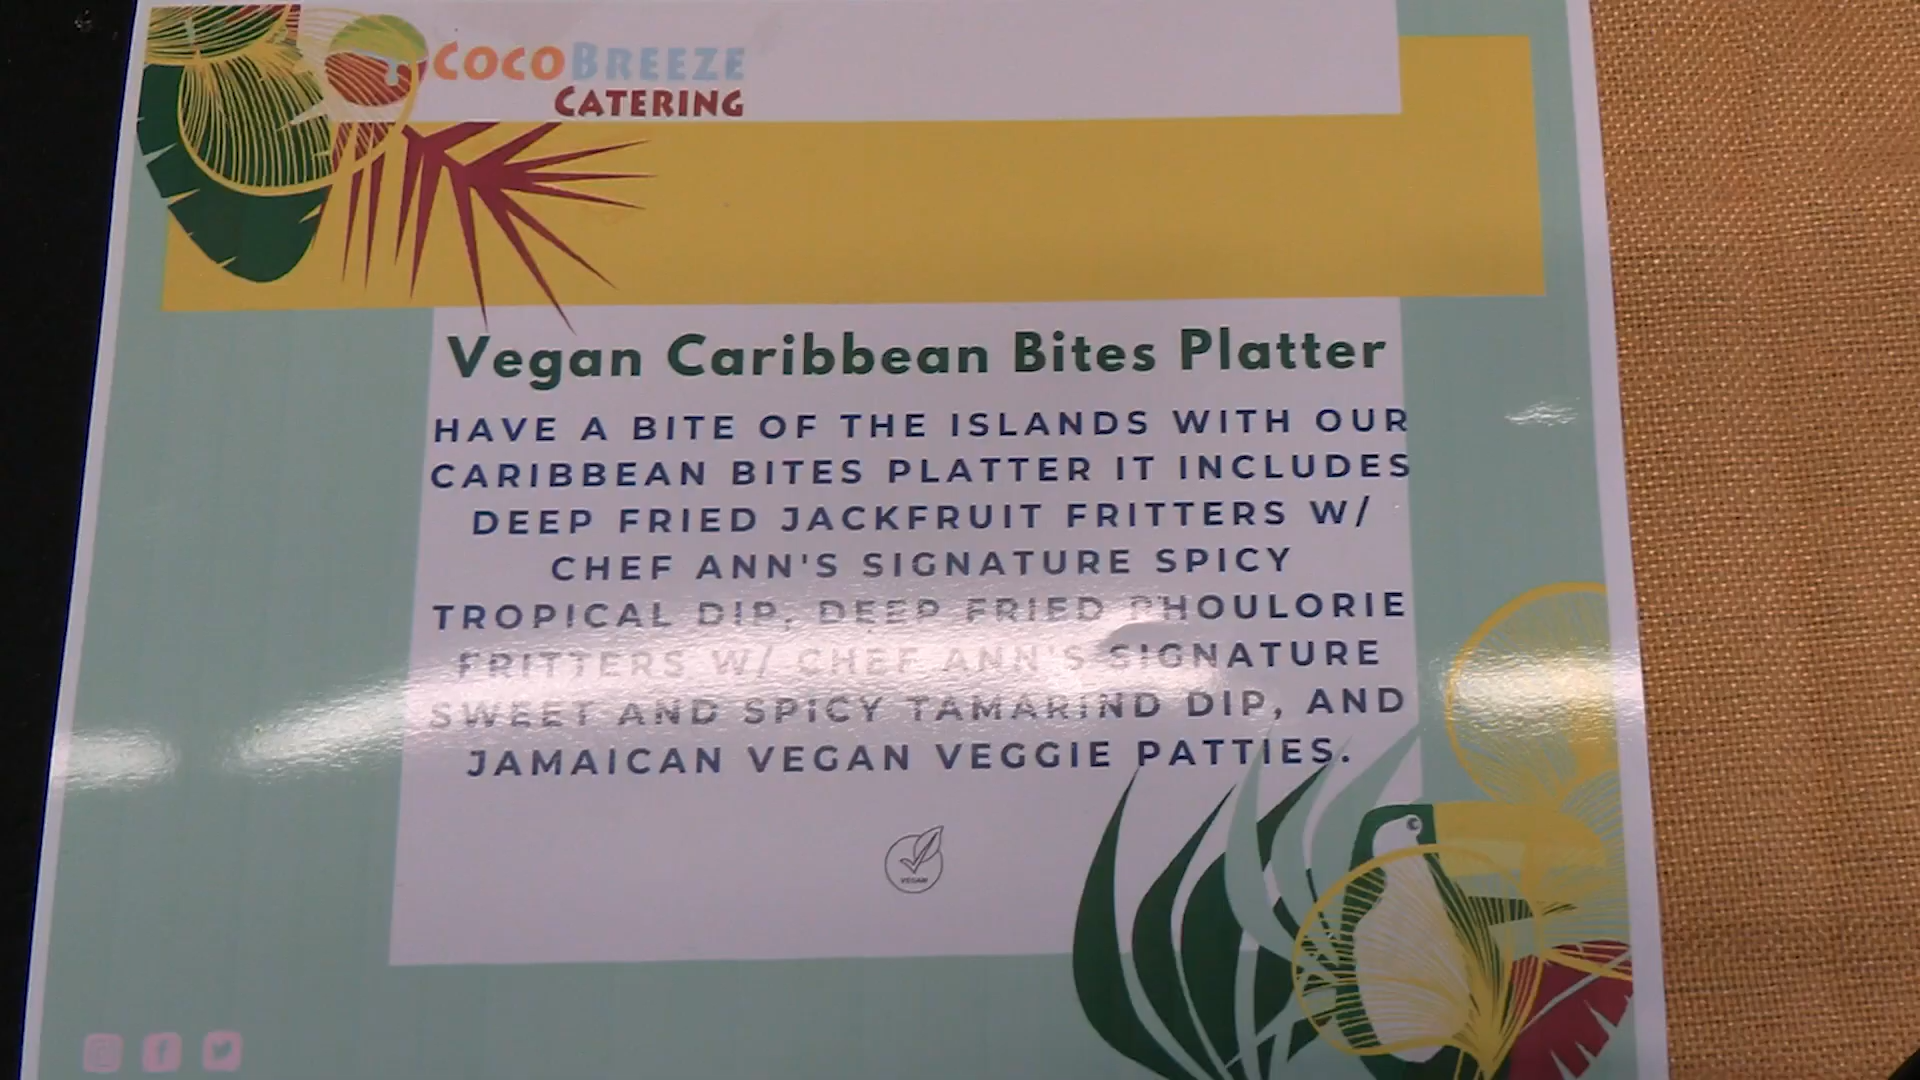 COCOBREEZE
CATERING
Vegan Caribbean Bites Platter
HAVE A BITE OF THE ISLANDS WITH OUR
CARIBBEAN BITES PLATTER IT INCLUDES
DEEP FRIED JACKFRUIT FRITTERS W/
CHEF ANN'S SIGNATURE SPICY
TROPICAL DIP, DEEP FRIED PHOULORIE
FRITTERS W/ CHEF ANN'S SIGNATURE
SWEET AND SPICY TAMARIND DIP, AND
JAMAICAN VEGAN VEGGIE PATTIES.
VEGAN